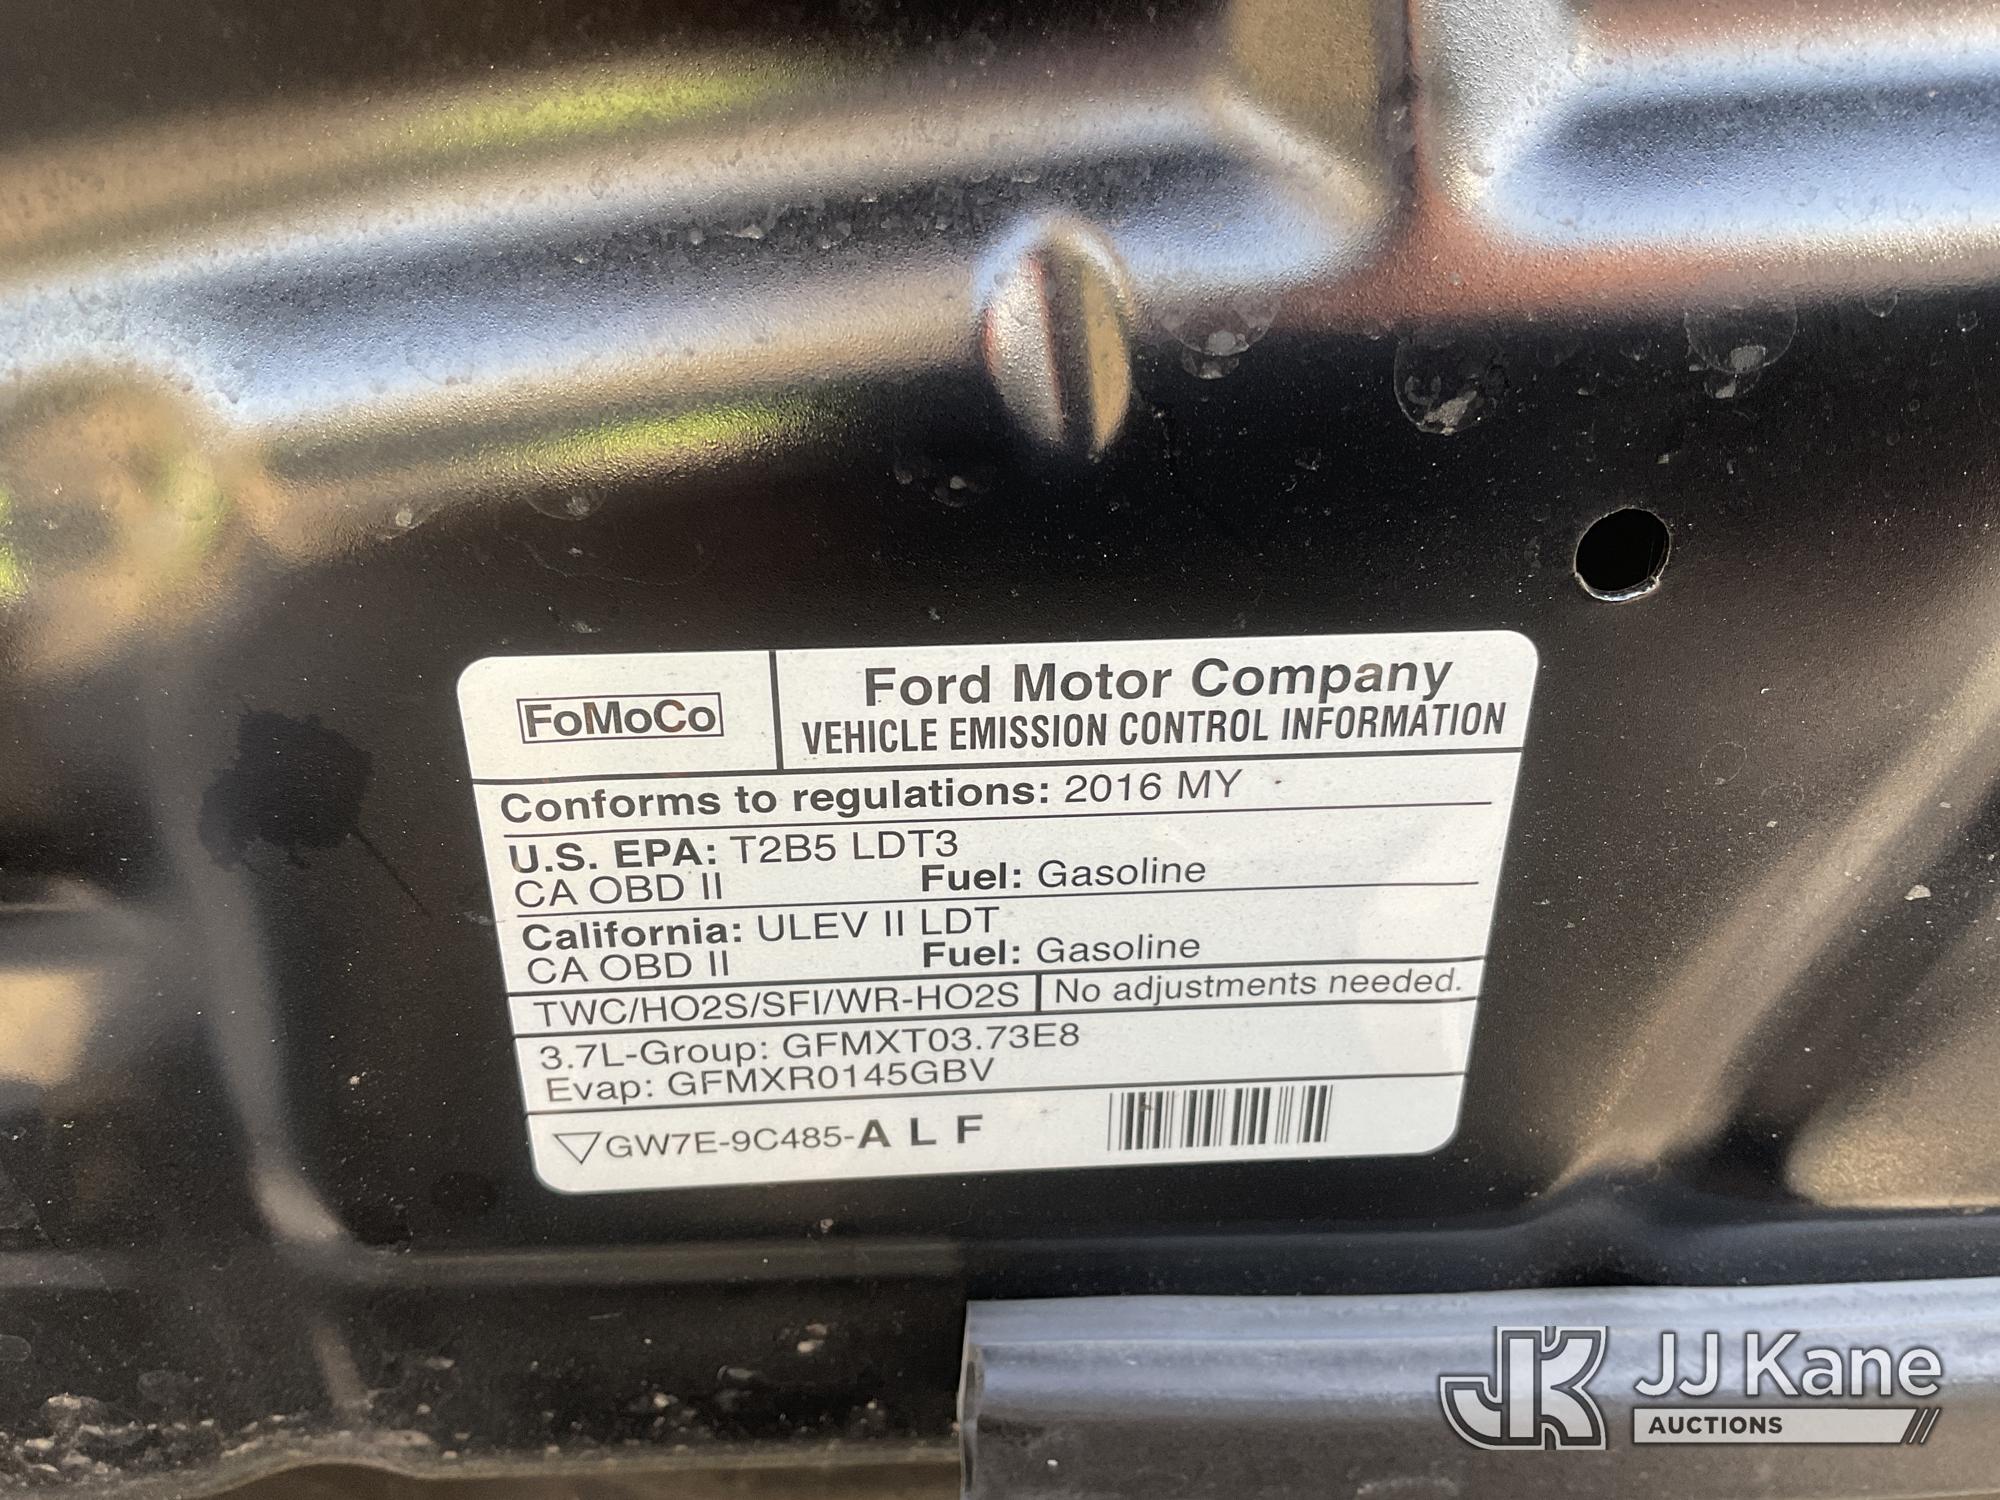 FoMoCo
Ford Motor Company
VEHICLE EMISSION CONTROL INFORMATION
Conforms to regulations: 2016 MY
U.S. EPA: T2B5 LDT3
CA OBD II Fuel: Gasoline
California: ULEV II LDT
CA OBD II Fuel: Gasoline
TWC/HO2S/SFI/WR-HO2S No adjustments needed.
3.7L-Group: GFMXT03.73E8
Evap: GFMXR0145GBV
GW7E-9C485-A L F
JK JJ Kane
AUCTIONS